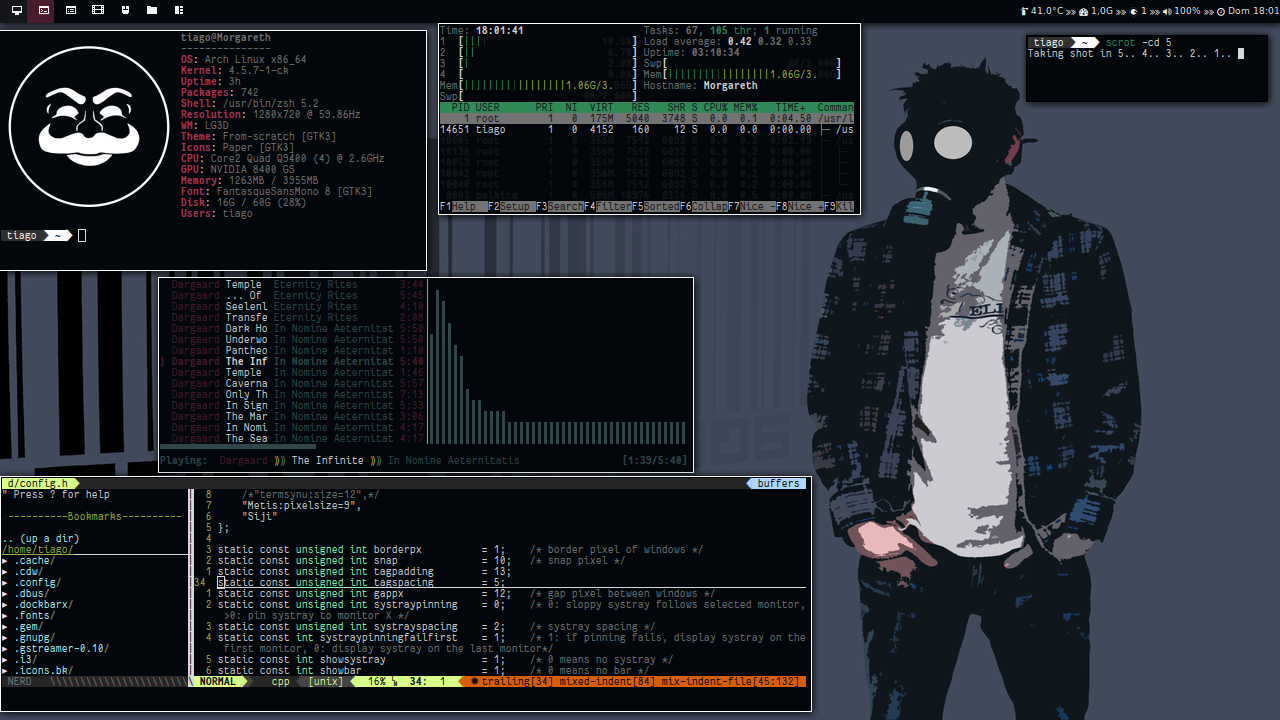 41.0°C 1,0G 1 100% Dom 18:01
tiago@Morgareth
---------------
OS: Arch Linux x86_64
Kernel: 4.5.7-1-ck
Uptime: 3h
Packages: 742
Shell: /usr/bin/zsh 5.2
Resolution: 1280x720 @ 59.86Hz
WM: LG3D
Theme: From-scratch [GTK3]
Icons: Paper [GTK3]
CPU: Core2 Quad Q9400 (4) @ 2.6GHz
GPU: NVIDIA 8400 GS
Memory: 1263MB / 3955MB
Font: FantasqueSansMono 8 [GTK3]
Disk: 16G / 60G (28%)
Users: tiago
tiago ~
Time: 18:01:41 Tasks: 67, 105 thr; 1 running
1 [ 10.5%] Load average: 0.42 0.32 0.33
2 [ 6.7%] Uptime: 03:10:34
3 [ 2.0%] Swp[ 0K/2.00G]
4 [ ] Mem[||||||||||||||||||1.06G/3.86G]
Mem[||||||||||||||||||1.06G/3. ] Hostname: Morgareth
Swp[ ]
PID USER PRI NI VIRT RES SHR S CPU% MEM% TIME+ Comman
1 root 1 0 175M 5040 3748 S 0.0 0.1 0:04.50 /usr/l
14651 tiago 1 0 4152 160 12 S 0.0 0.0 0:00.00 ├─ /us
F1Help F2Setup F3SearchF4FilterF5SortedF6CollapF7Nice -F8Nice +F9Kil
tiago ~ scrot -cd 5
Taking shot in 5.. 4.. 3.. 2.. 1..
Dargaard Temple Eternity Rites 3:44
Dargaard ... Of Eternity Rites 5:45
Dargaard Seelenl Eternity Rites 4:10
Dargaard Transfe Eternity Rites 2:08
Dargaard Dark Ho In Nomine Aeternitat 5:50
Dargaard Underwo In Nomine Aeternitat 5:50
Dargaard Pantheo In Nomine Aeternitat 1:10
) Dargaard The Inf In Nomine Aeternitat 5:40
Dargaard Temple In Nomine Aeternitat 1:46
Dargaard Caverna In Nomine Aeternitat 5:57
Dargaard Only Th In Nomine Aeternitat 7:13
Dargaard In Sign In Nomine Aeternitat 5:33
Dargaard The Mar In Nomine Aeternitat 3:06
Dargaard In Nomi In Nomine Aeternitat 4:17
Dargaard The Sea In Nomine Aeternitat 4:17
Playing: Dargaard ⟫ The Infinite ⟫ In Nomine Aeternitatis [1:39/5:40]
d/config.h buffers
" Press ? for help
----------Bookmarks----------
.. (up a dir)
/home/tiago/
▶ .cache/
▶ .cdw/
▶ .config/
▶ .dbus/
▶ .dockbarx/
▶ .fonts/
▶ .gem/
▶ .gnupg/
▶ .gstreamer-0.10/
▶ .i3/
▶ .icons.bk/
8 /*"termsynu:size=12",*/
7 "Metis:pixelsize=9",
6 "Siji"
5 };
4
3 static const unsigned int borderpx = 1; /* border pixel of windows */
2 static const unsigned int snap = 10; /* snap pixel */
1 static const unsigned int tagpadding = 13;
34 static const unsigned int tagspacing = 5;
1 static const unsigned int gappx = 12; /* gap pixel between windows */
2 static const unsigned int systraypinning = 0; /* 0: sloppy systray follows selected monitor,
>0: pin systray to monitor X */
3 static const unsigned int systrayspacing = 2; /* systray spacing */
4 static const int systraypinningfailfirst = 1; /* 1: if pinning fails, display systray on the
first monitor, 0: display systray on the last monitor*/
5 static const int showsystray = 1; /* 0 means no systray */
6 static const int showbar = 1; /* 0 means no bar */
NERD NORMAL cpp [unix] 16% 34: 1 trailing[34] mixed-indent[84] mix-indent-file[45:132]